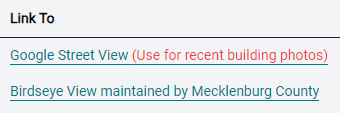 Link To
Google Street View (Use for recent building photos)
Birdseye View maintained by Mecklenburg County